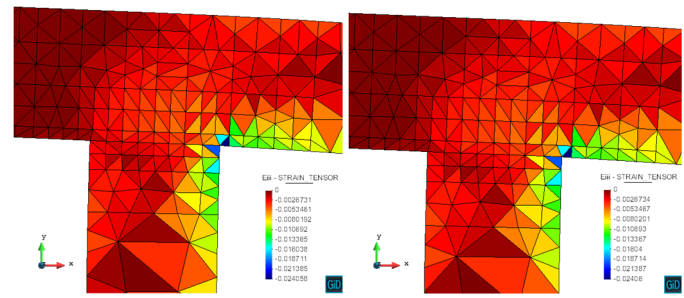 Eiii - STRAIN_TENSOR
0
-0.0026731
-0.0053461
-0.0080192
-0.010692
-0.013365
-0.016038
-0.018711
-0.021385
-0.024058
y
x
GiD
Eiii - STRAIN_TENSOR
0
-0.0026734
-0.0053467
-0.0080201
-0.010693
-0.013367
-0.01604
-0.018714
-0.021387
-0.02406
y
x
GiD